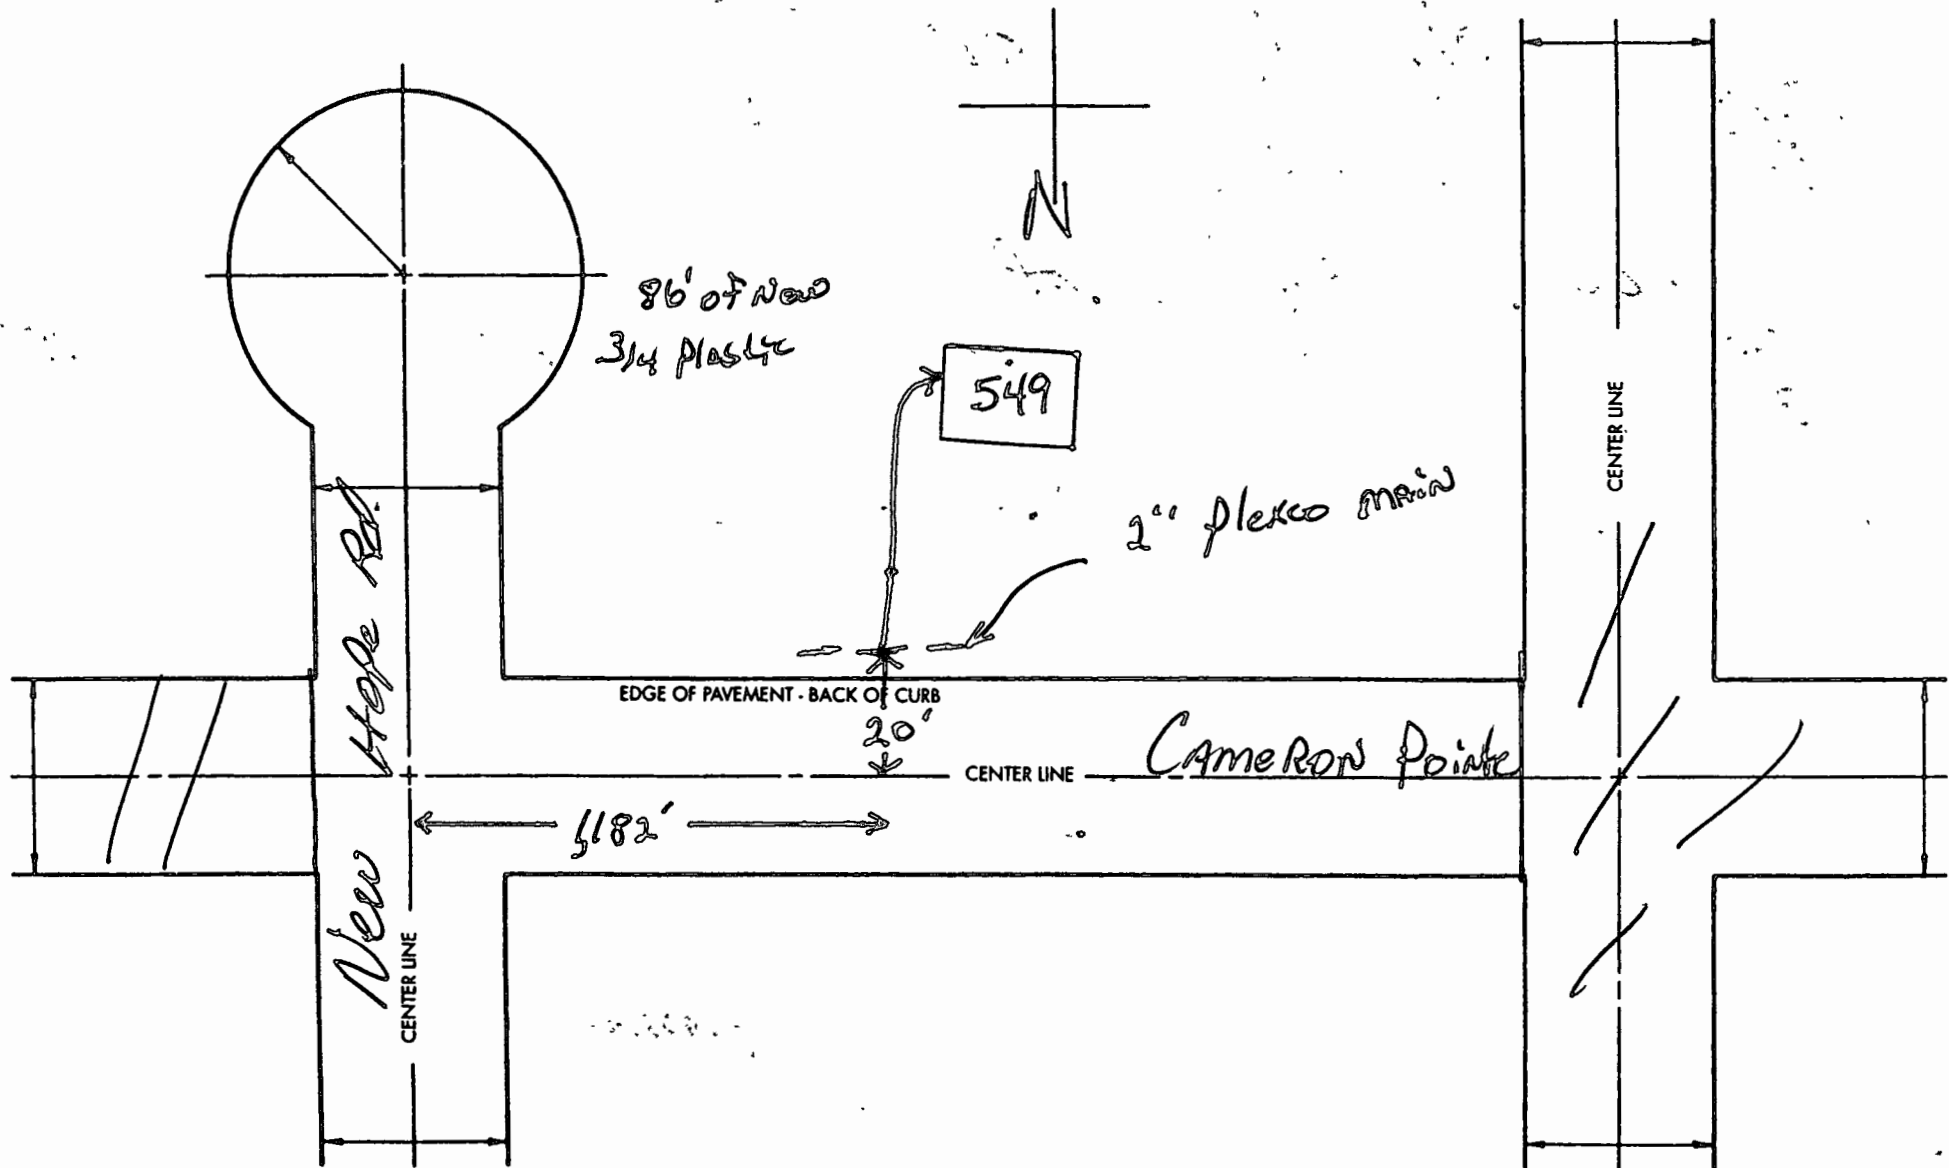 N
86' of New
3/4 plastic
549
2" plexco main
CENTER LINE
New Hope Rd
EDGE OF PAVEMENT - BACK OF CURB
20'
CENTER LINE
CAMERON Pointe
1182'
CENTER LINE